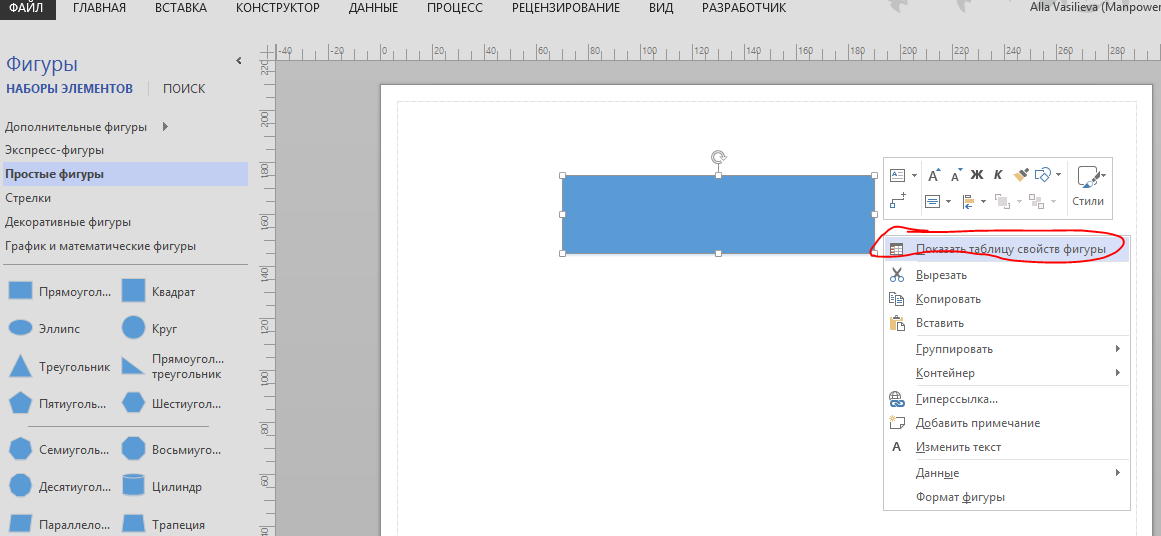 ФАЙЛ ГЛАВНАЯ ВСТАВКА КОНСТРУКТОР ДАННЫЕ ПРОЦЕСС РЕЦЕНЗИРОВАНИЕ ВИД РАЗРАБОТЧИК Alla Vasilieva (Manpower
Фигуры
НАБОРЫ ЭЛЕМЕНТОВ ПОИСК
Дополнительные фигуры
Экспресс-фигуры
Простые фигуры
Стрелки
Декоративные фигуры
График и математические фигуры
Прямоугол... Квадрат
Эллипс Круг
Треугольник Прямоугол...
треугольник
Пятиуголь... Шестиугол...
Семиуголь... Восьмиуго...
Десятиугол... Цилиндр
Параллело... Трапеция
-40 -20 0 20 40 60 80 100 120 140 160 180 200 220 240 260 280
220
200
180
160
140
120
100
80
60
40
A A Ж К
Стили
Показать таблицу свойств фигуры
Вырезать
Копировать
Вставить
Группировать
Контейнер
Гиперссылка...
Добавить примечание
A Изменить текст
Данные
Формат фигуры